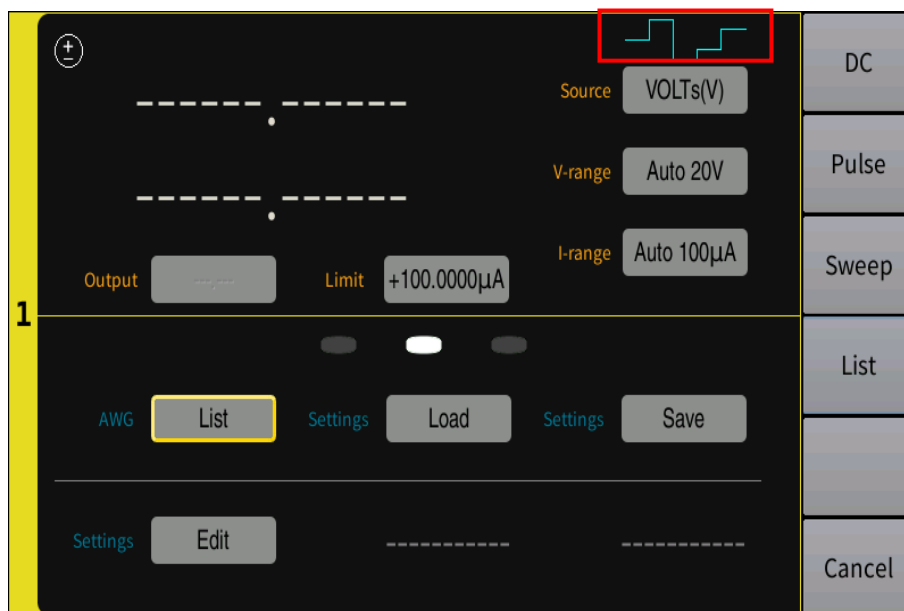 DC
Source VOLTs(V)
Pulse
V-range Auto 20V
Sweep
I-range Auto 100µA
Output ---.--- Limit +100.0000µA
1
List
AWG List Settings Load Settings Save
Settings Edit ----------- -----------
Cancel